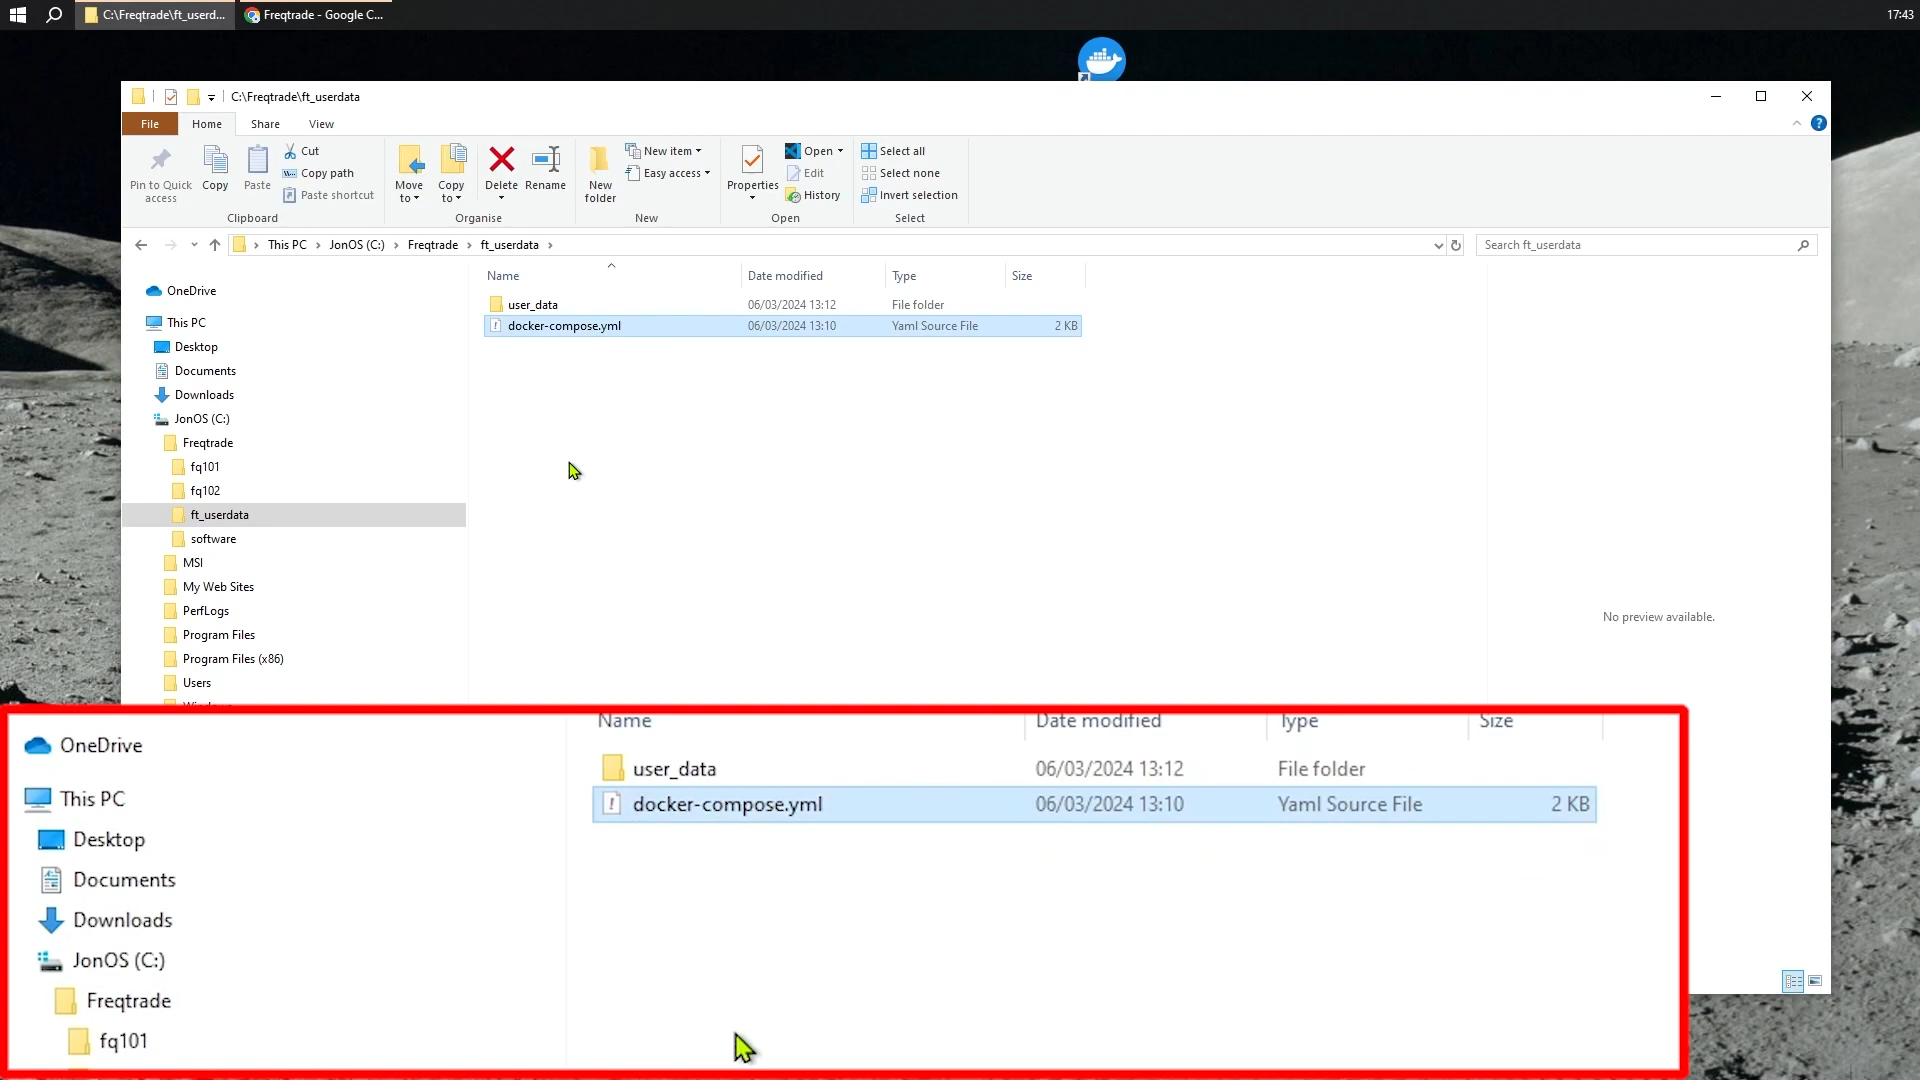 C:\Freqtrade\ft_userd...
Freqtrade - Google C...
17:43
C:\Freqtrade\ft_userdata
File
Home
Share
View
Pin to Quick
access
Copy
Paste
Cut
Copy path
Paste shortcut
Clipboard
Move
to
Copy
to
Delete
Rename
Organise
New
folder
New item
Easy access
New
Properties
Open
Edit
History
Open
Select all
Select none
Invert selection
Select
This PC
JonOS (C:)
Freqtrade
ft_userdata
Search ft_userdata
OneDrive
This PC
Desktop
Documents
Downloads
JonOS (C:)
Freqtrade
fq101
fq102
ft_userdata
software
MSI
My Web Sites
PerfLogs
Program Files
Program Files (x86)
Users
Name Date modified Type Size
user_data 06/03/2024 13:12 File folder
docker-compose.yml 06/03/2024 13:10 Yaml Source File 2 KB
No preview available.
OneDrive
This PC
Desktop
Documents
Downloads
JonOS (C:)
Freqtrade
fq101
Name Date modified Type Size
user_data 06/03/2024 13:12 File folder
docker-compose.yml 06/03/2024 13:10 Yaml Source File 2 KB